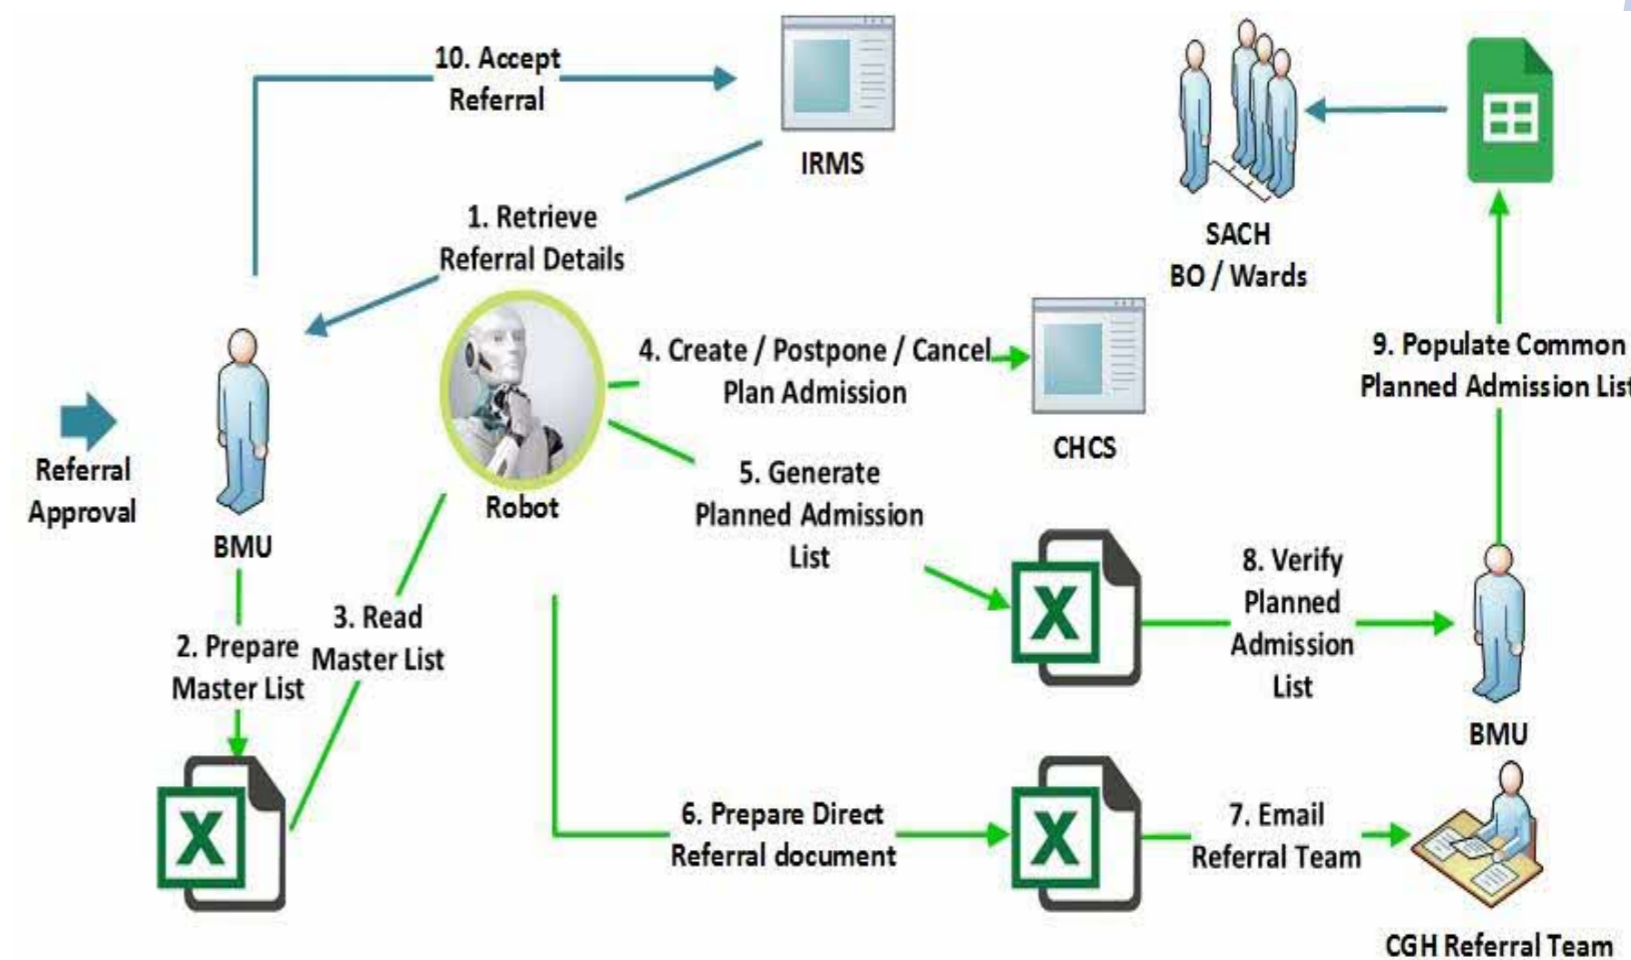 10. Accept
Referral
IRMS
1. Retrieve
Referral Details
SACH
BO / Wards
4. Create / Postpone / Cancel
Plan Admission
CHCS
9. Populate Common
Planned Admission List
Referral
Approval
BMU
Robot
5. Generate
Planned Admission
List
3. Read
Master List
2. Prepare
Master List
8. Verify
Planned
Admission
List
BMU
X
X
6. Prepare Direct
Referral document
X
7. Email
Referral Team
CGH Referral Team